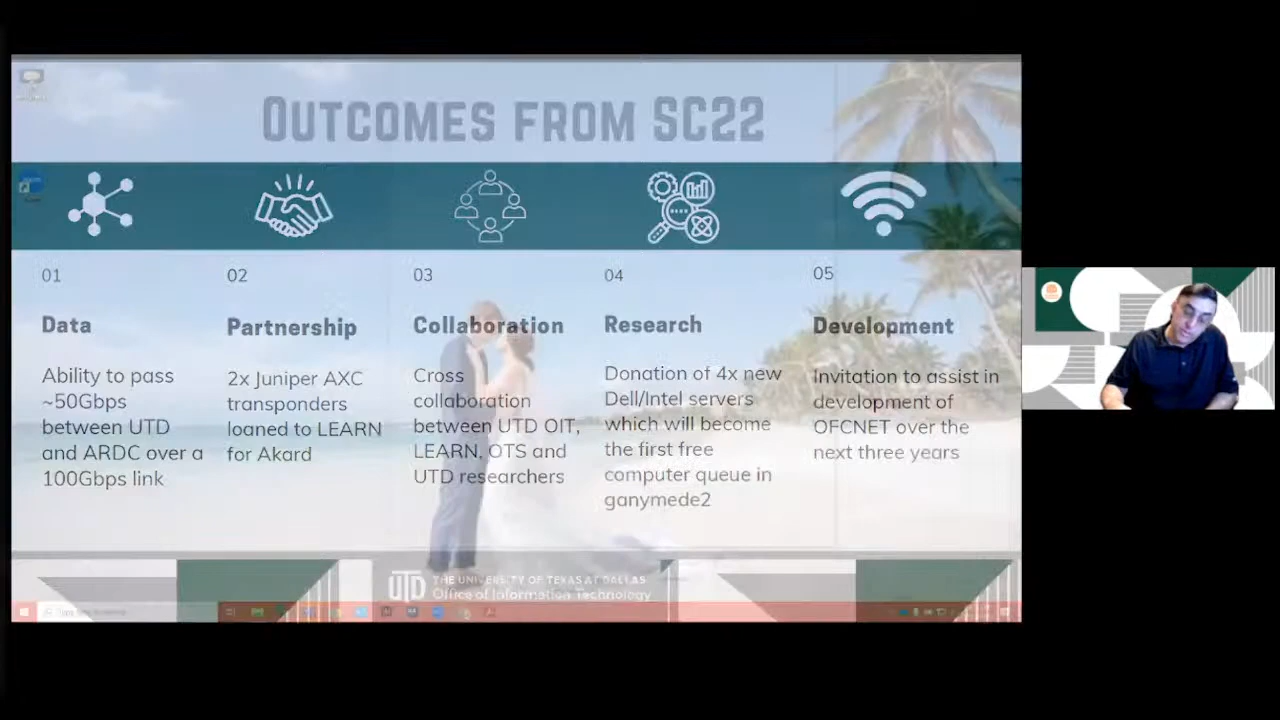 OUTCOMES FROM SC22
01
Data
Ability to pass
~50Gbps
between UTD
and ARDC over a
100Gbps link
02
Partnership
2x Juniper AXC
transponders
loaned to LEARN
for Akard
03
Collaboration
Cross
collaboration
between UTD OIT,
LEARN, OTS and
UTD researchers
04
Research
Donation of 4x new
Dell/Intel servers
which will become
the first free
computer queue in
ganymede2
05
Development
Invitation to assist in
development of
OFCNET over the
next three years
UTD
THE UNIVERSITY OF TEXAS AT DALLAS
Office of Information Technology